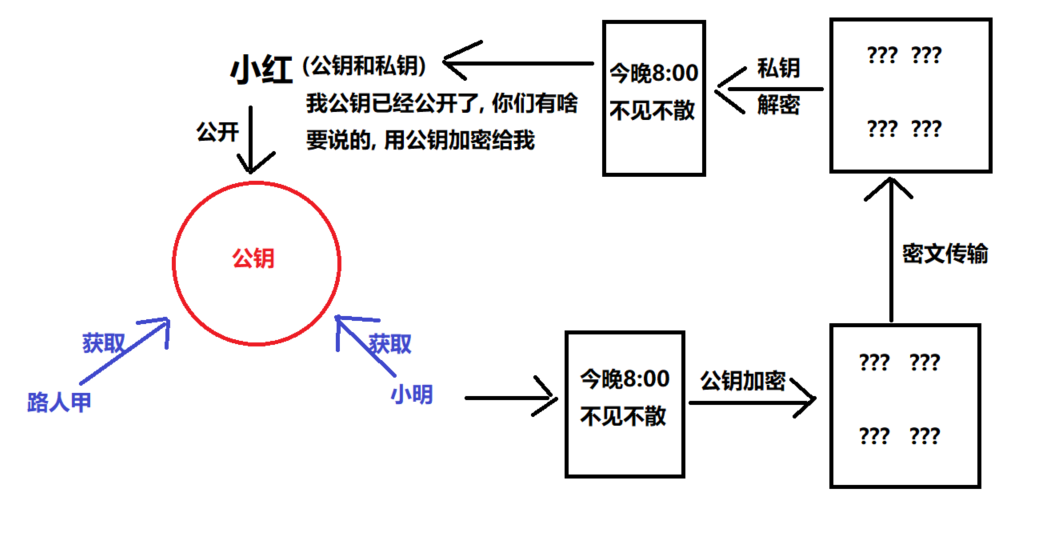 小红 (公钥和私钥)
我公钥已经公开了, 你们有啥
要说的, 用公钥加密给我
公开
公钥
获取
路人甲
获取
小明
今晚8:00
不见不散
公钥加密
??? ???
??? ???
密文传输
??? ???
??? ???
私钥
解密
今晚8:00
不见不散